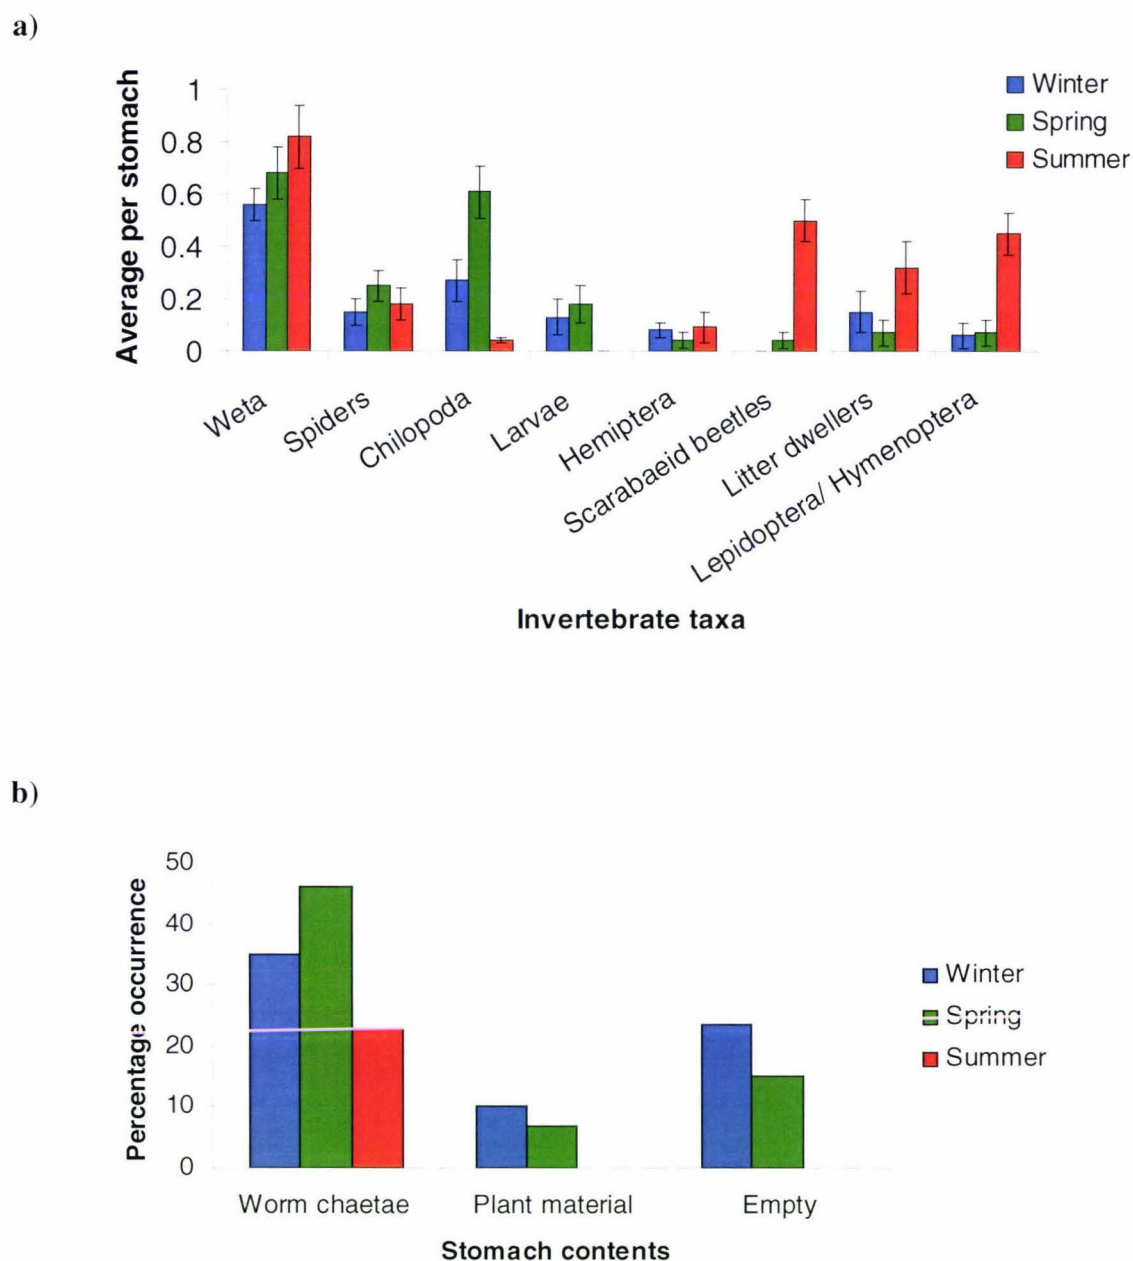 a)
Average per stomach
1
0.8
0.6
0.4
0.2
0
Winter
Spring
Summer
Weta
Spiders
Chilopoda
Larvae
Hemiptera
Scarabaeid beetles
Litter dwellers
Lepidoptera/ Hymenoptera
Invertebrate taxa
b)
Percentage occurrence
50
40
30
20
10
0
Winter
Spring
Summer
Worm chaetae
Plant material
Empty
Stomach contents